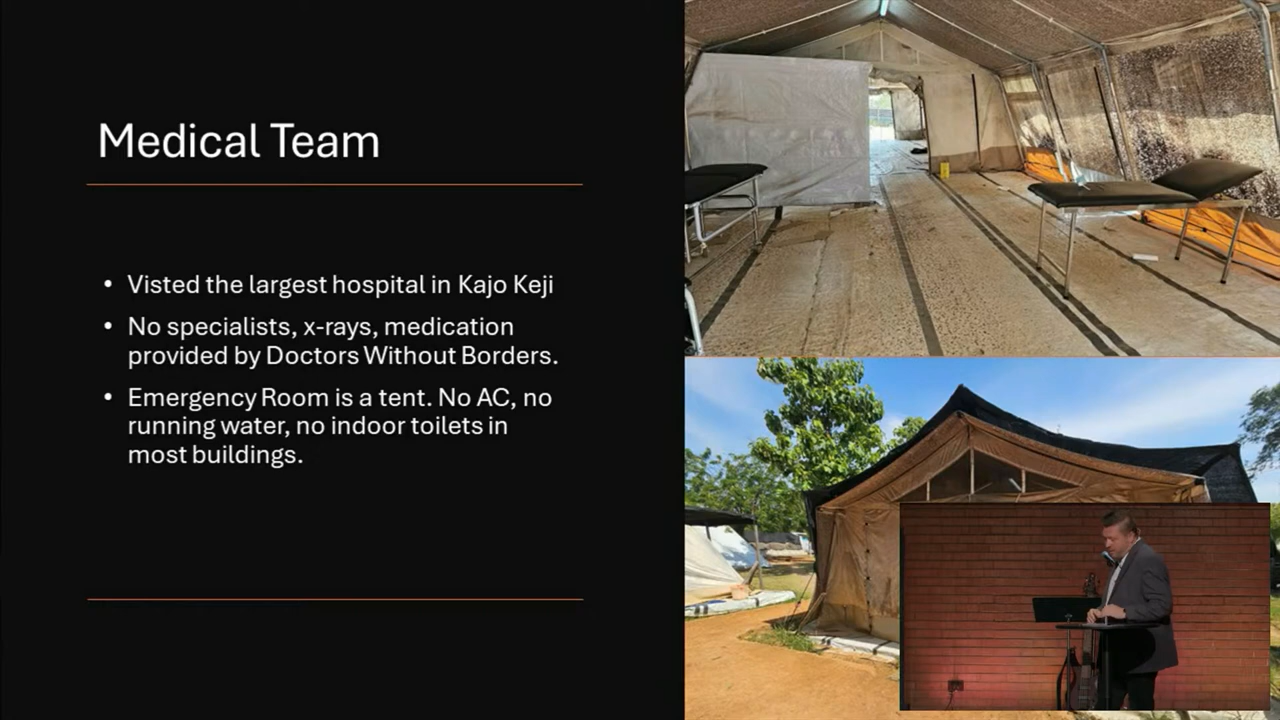 Medical Team
• Visted the largest hospital in Kajo Keji
• No specialists, x-rays, medication
provided by Doctors Without Borders.
• Emergency Room is a tent. No AC, no
running water, no indoor toilets in
most buildings.